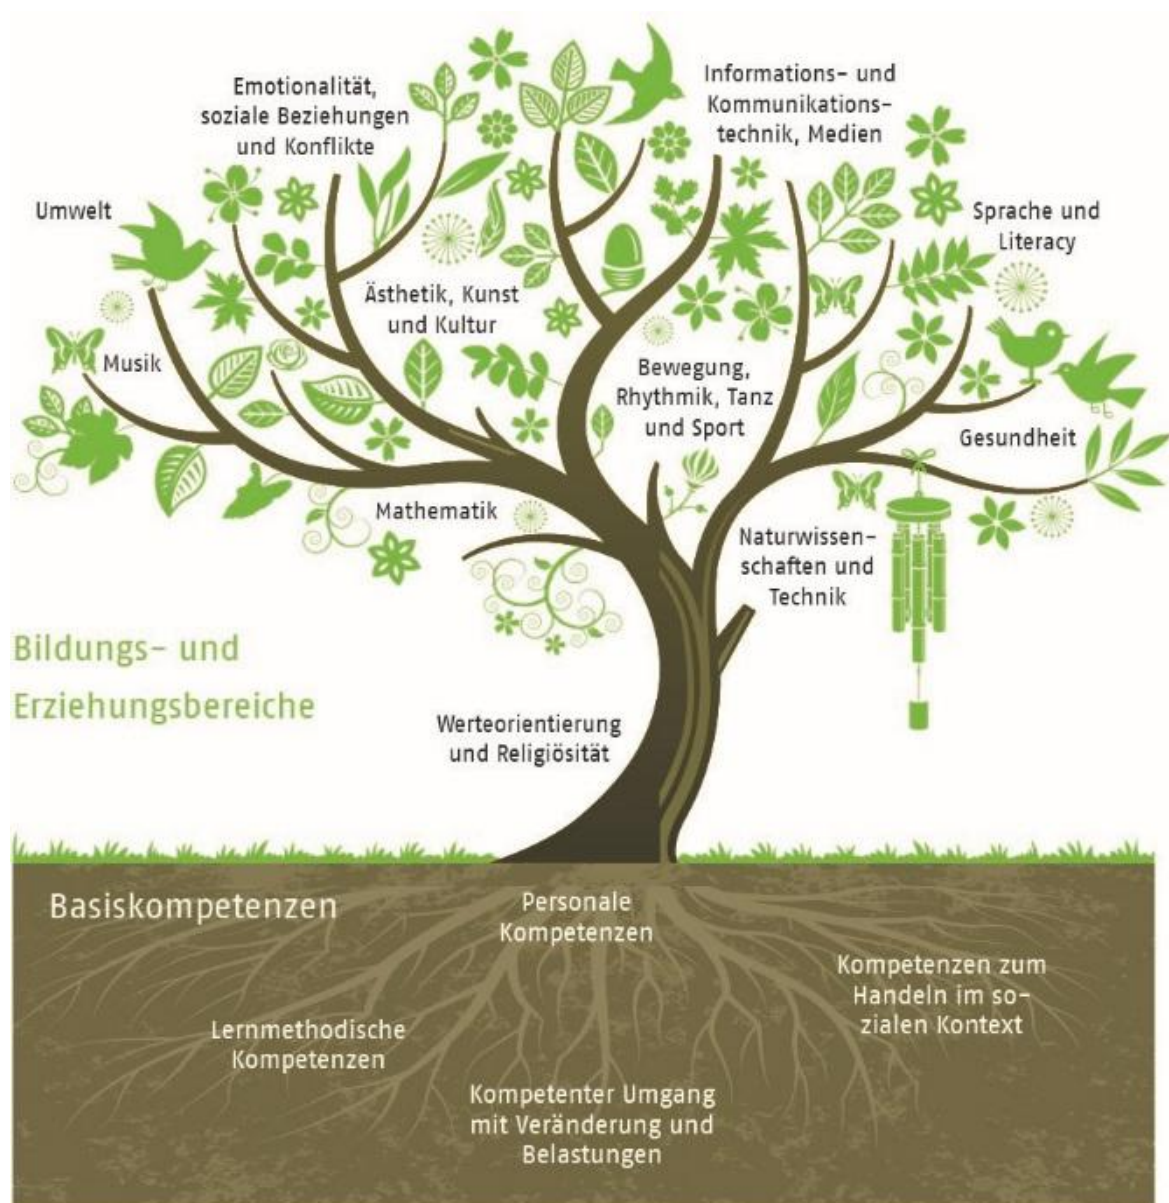 Emotionalität,
soziale Beziehungen
und Konflikte
Informations- und
Kommunikations-
technik, Medien
Umwelt
Sprache und
Literacy
Ästhetik, Kunst
und Kultur
Musik
Bewegung,
Rhythmik, Tanz
und Sport
Gesundheit
Mathematik
Naturwissen-
schaften und
Technik
Bildungs- und
Erziehungsbereiche
Werteorientierung
und Religiösität
Basiskompetenzen
Personale
Kompetenzen
Kompetenzen zum
Handeln im so-
zialen Kontext
Lernmethodische
Kompetenzen
Kompetenter Umgang
mit Veränderung und
Belastungen